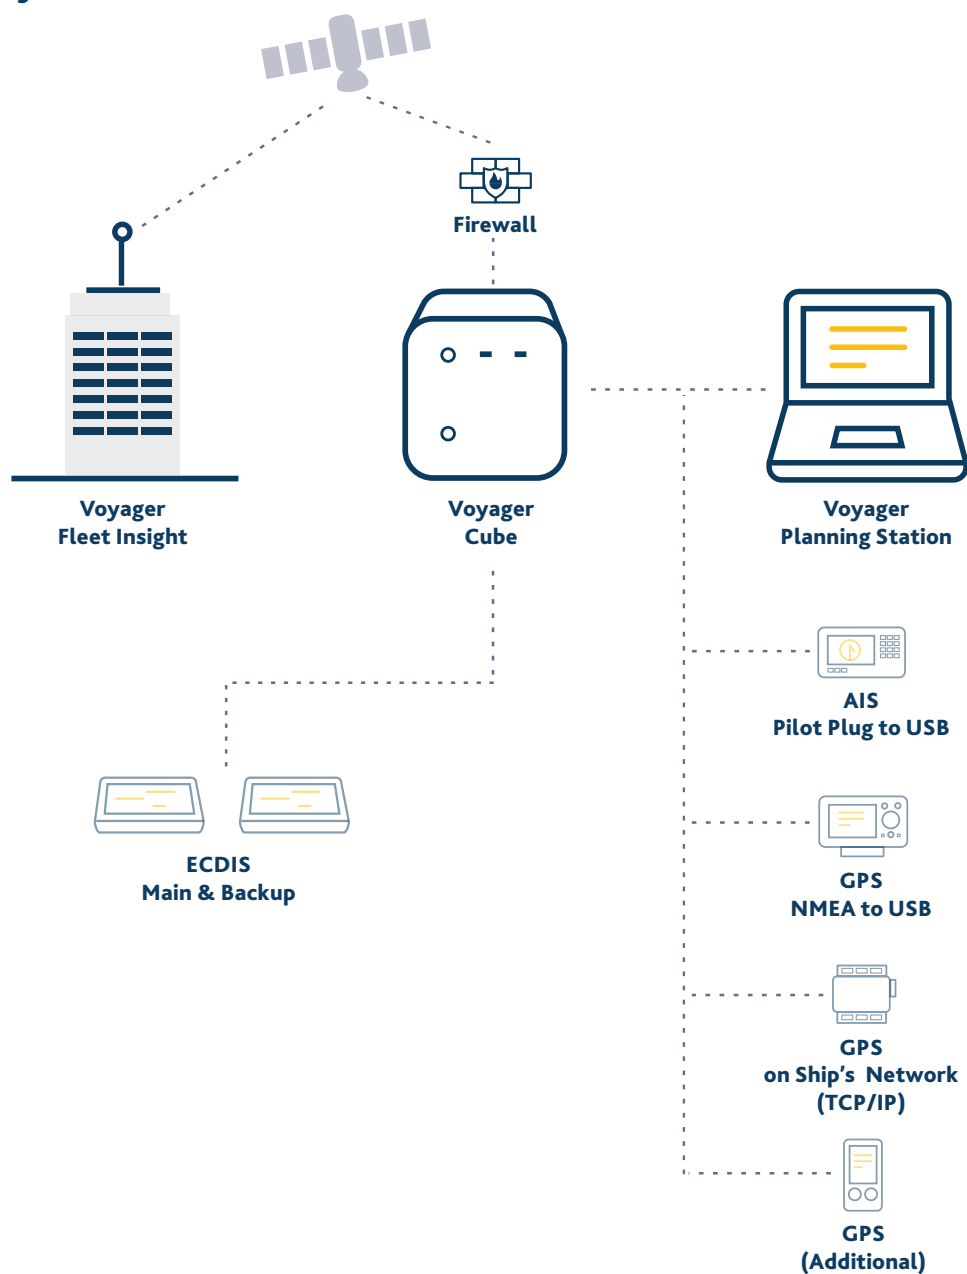 Firewall
Voyager
Fleet Insight
Voyager
Cube
Voyager
Planning Station
AIS
Pilot Plug to USB
ECDIS
Main & Backup
GPS
NMEA to USB
GPS
on Ship's  Network
(TCP/IP)
GPS
(Additional)